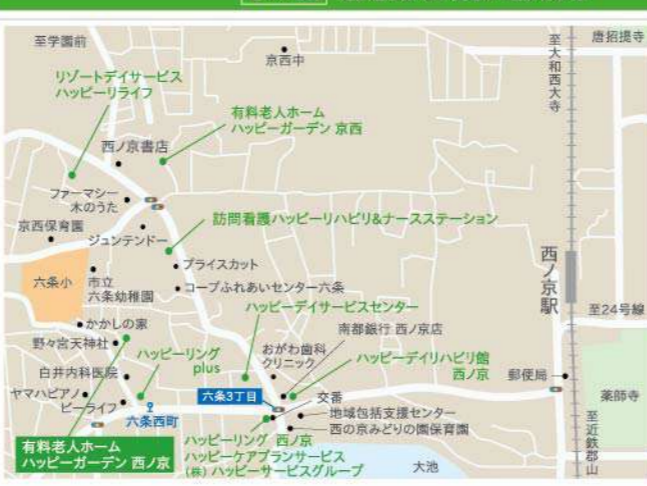 至学園前
京西中
至大和西大寺
唐招提寺
リゾートデイサービス
ハッピーリライフ
有料老人ホーム
ハッピーガーデン 京西
西ノ京書店
ファーマシー
木のうた
京西保育園
ジュンテンドー
訪問看護ハッピーリハビリ&ナースステーション
プライスカット
六条小
市立
六条幼稚園
コープふれあいセンター六条
西ノ京駅
至24号線
ハッピーデイサービスセンター
かかしの家
南都銀行 西ノ京店
野々宮天神社
ハッピーリング
plus
おがわ歯科
クリニック
ハッピーデイリハビリ館
西ノ京
白井内科医院
郵便局
薬師寺
ヤマハピアノ
ビーライフ
六条3丁目
交番
六条西町
地域包括支援センター
西の京みどりの園保育園
有料老人ホーム
ハッピーガーデン 西ノ京
ハッピーリング 西ノ京
ハッピーケアプランサービス
(株) ハッピーサービスグループ
大池
至近鉄郡山